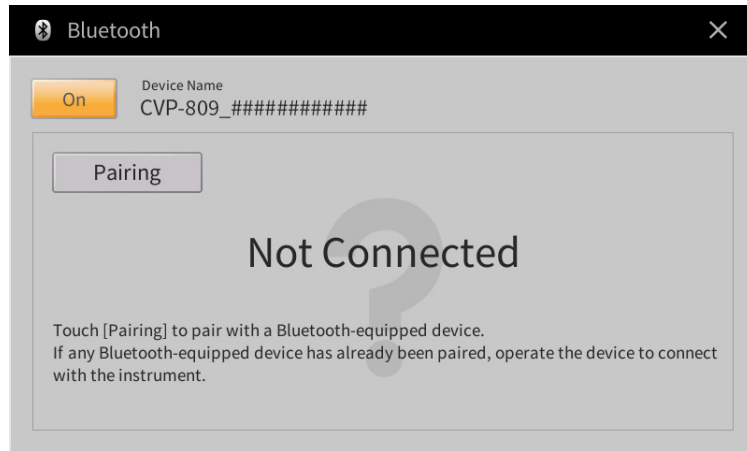 Bluetooth
On
Device Name
CVP-809_############
Pairing
Not Connected
Touch [Pairing] to pair with a Bluetooth-equipped device.
If any Bluetooth-equipped device has already been paired, operate the device to connect
with the instrument.